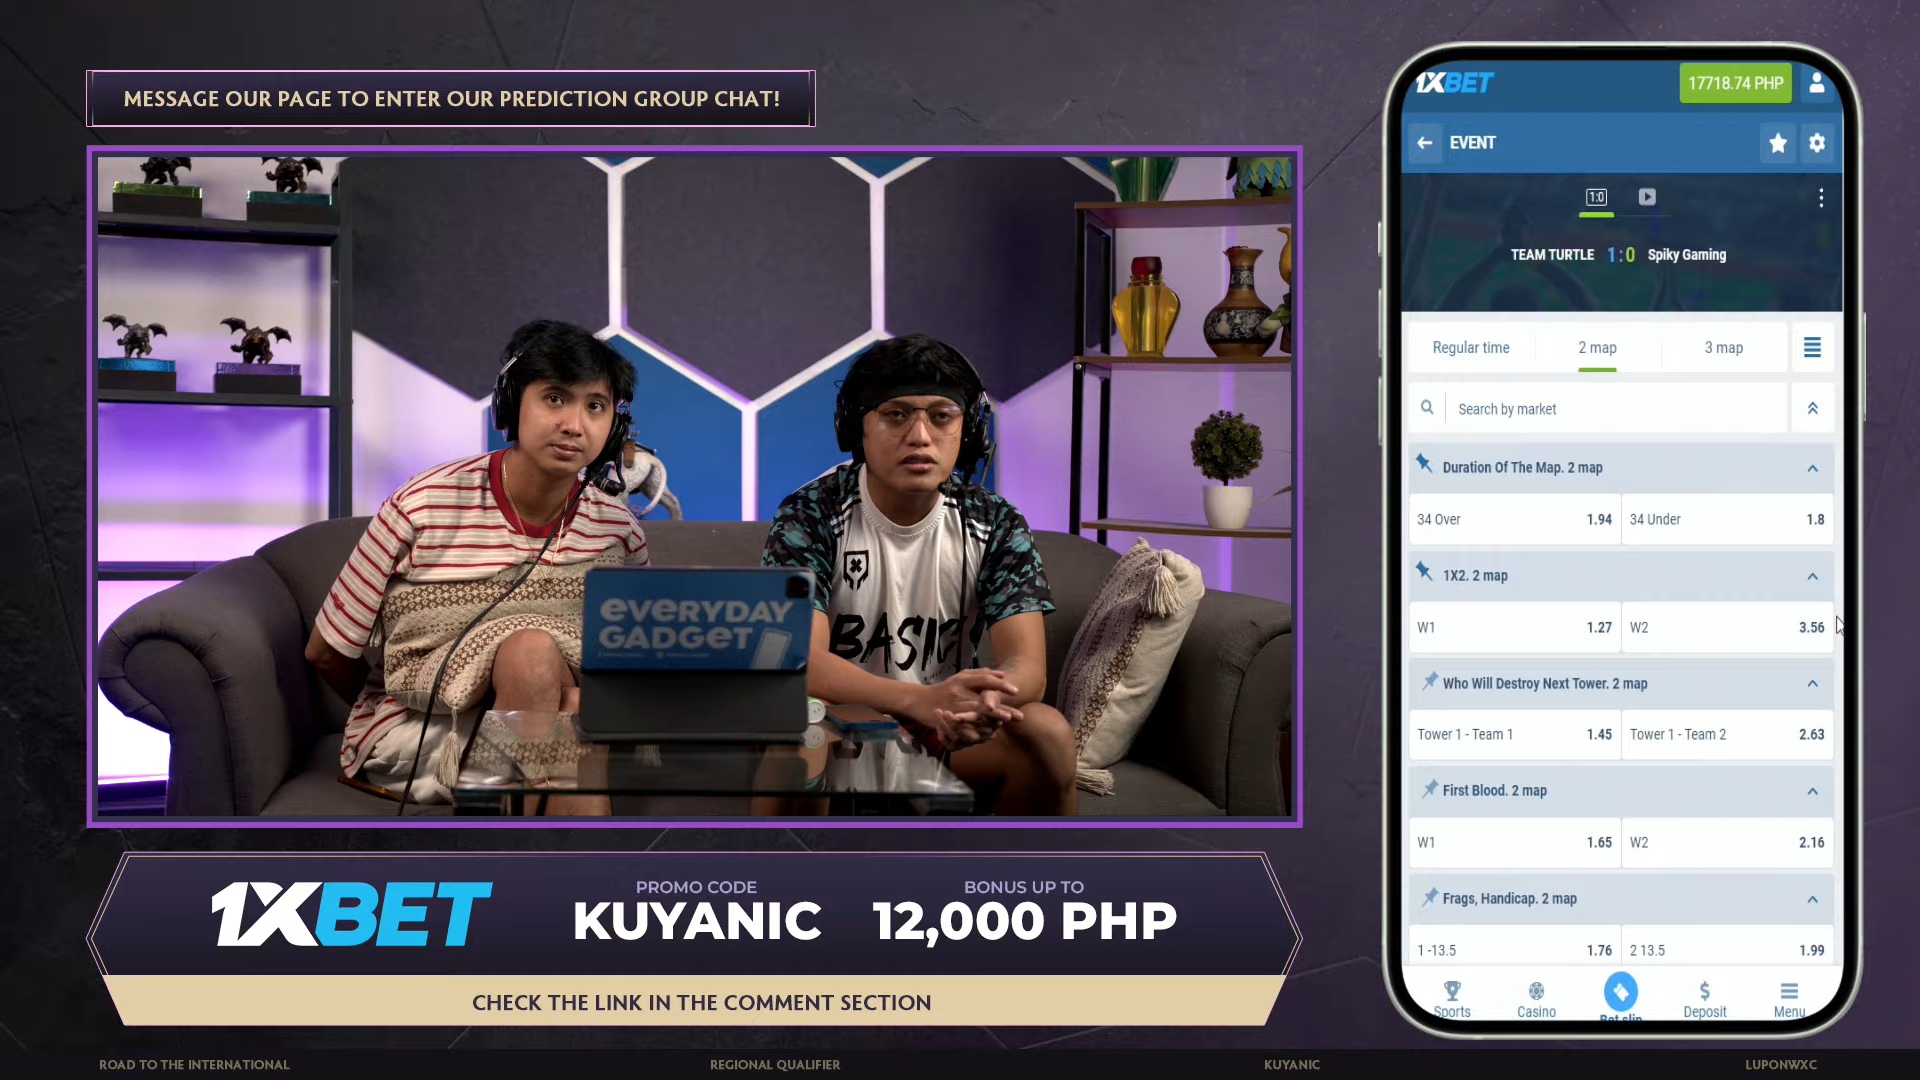 MESSAGE OUR PAGE TO ENTER OUR PREDICTION GROUP CHAT!
everyday
gadget
BASIC
1XBET
PROMO CODE
KUYANIC
BONUS UP TO
12,000 PHP
CHECK THE LINK IN THE COMMENT SECTION
1XBET
17718.74 PHP
EVENT
1:0
TEAM TURTLE 1:0 Spiky Gaming
Regular time 2 map 3 map
Search by market
Duration Of The Map. 2 map
34 Over 1.94 34 Under 1.8
1X2. 2 map
W1 1.27 W2 3.56
Who Will Destroy Next Tower. 2 map
Tower 1 - Team 1 1.45 Tower 1 - Team 2 2.63
First Blood. 2 map
W1 1.65 W2 2.16
Frags, Handicap. 2 map
1 -13.5 1.76 2 13.5 1.99
Sports Casino Bet slip Deposit Menu
ROAD TO THE INTERNATIONAL REGIONAL QUALIFIER KUYANIC LUPONWXC